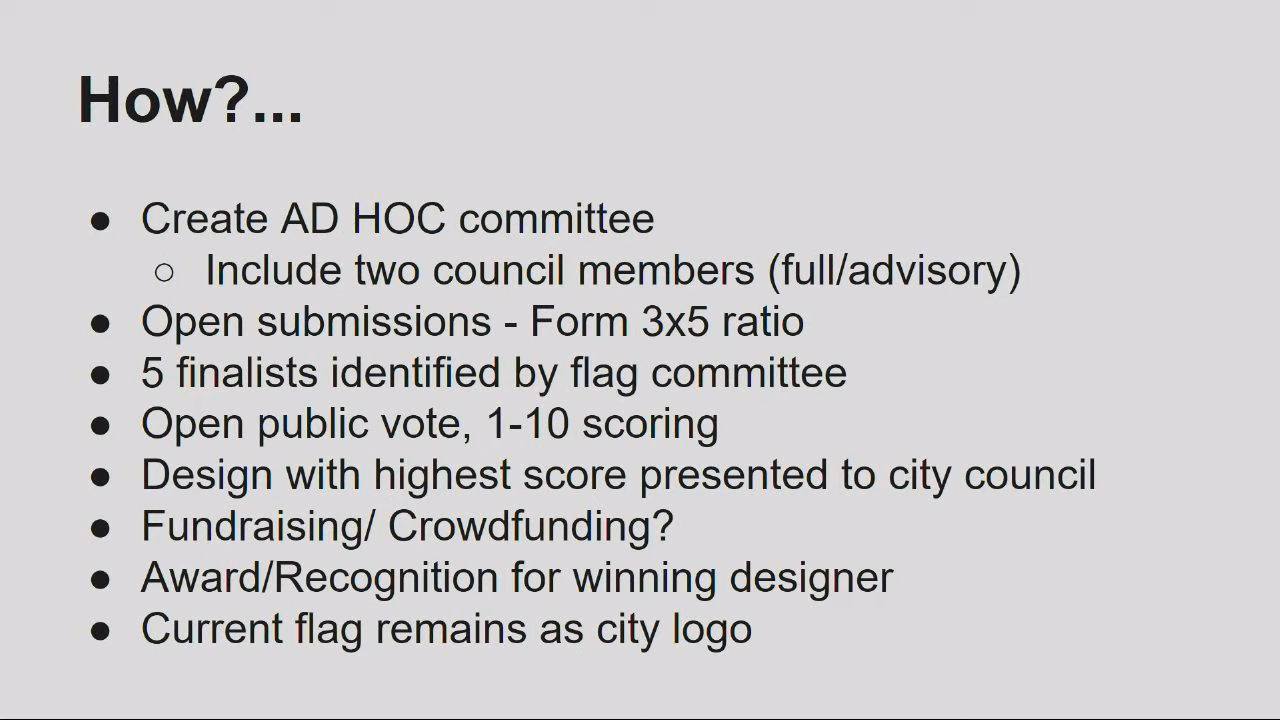 How?...
● Create AD HOC committee
○ Include two council members (full/advisory)
● Open submissions - Form 3x5 ratio
● 5 finalists identified by flag committee
● Open public vote, 1-10 scoring
● Design with highest score presented to city council
● Fundraising/ Crowdfunding?
● Award/Recognition for winning designer
● Current flag remains as city logo